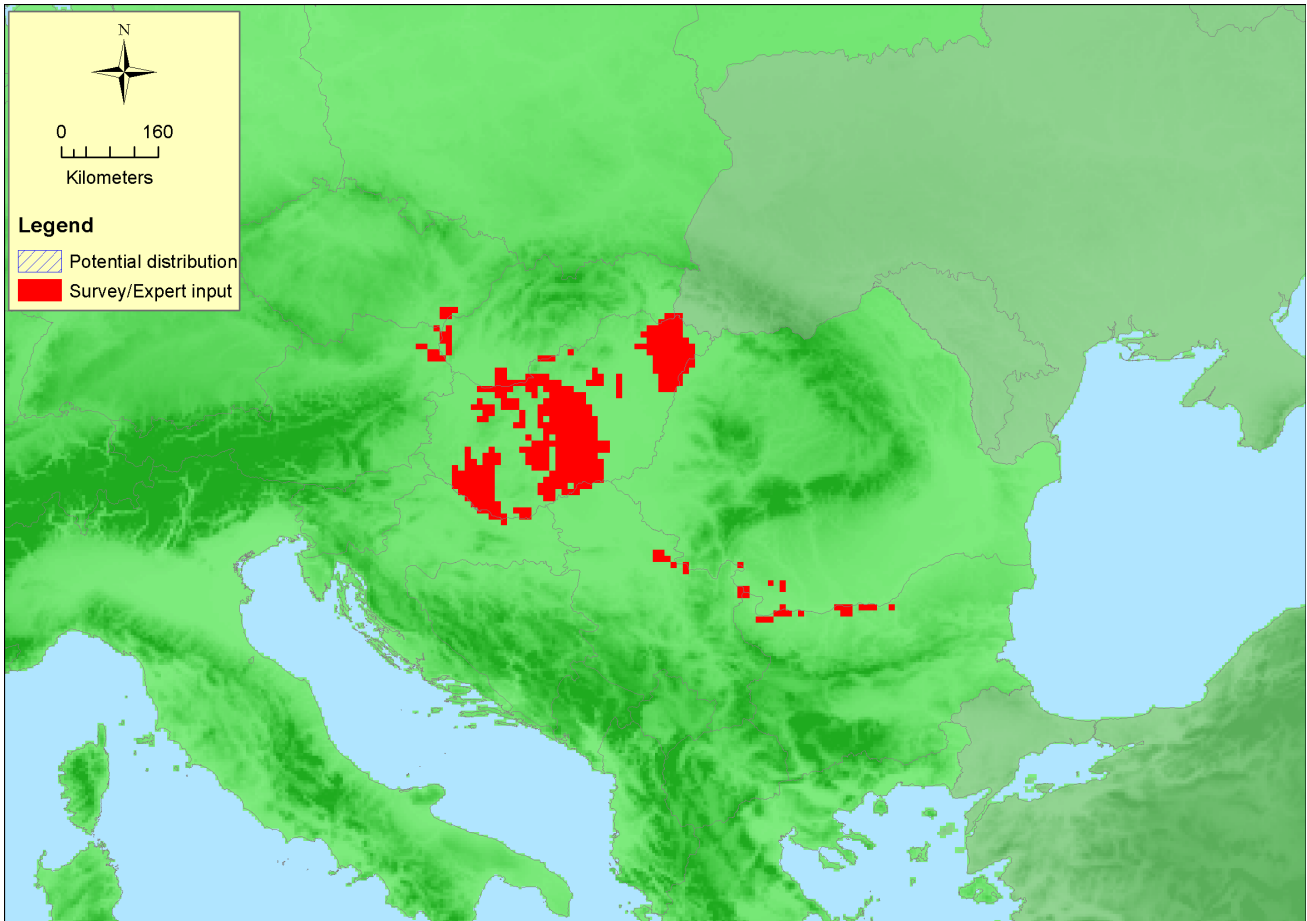 N
0 160
Kilometers
Legend
Potential distribution
Survey/Expert input